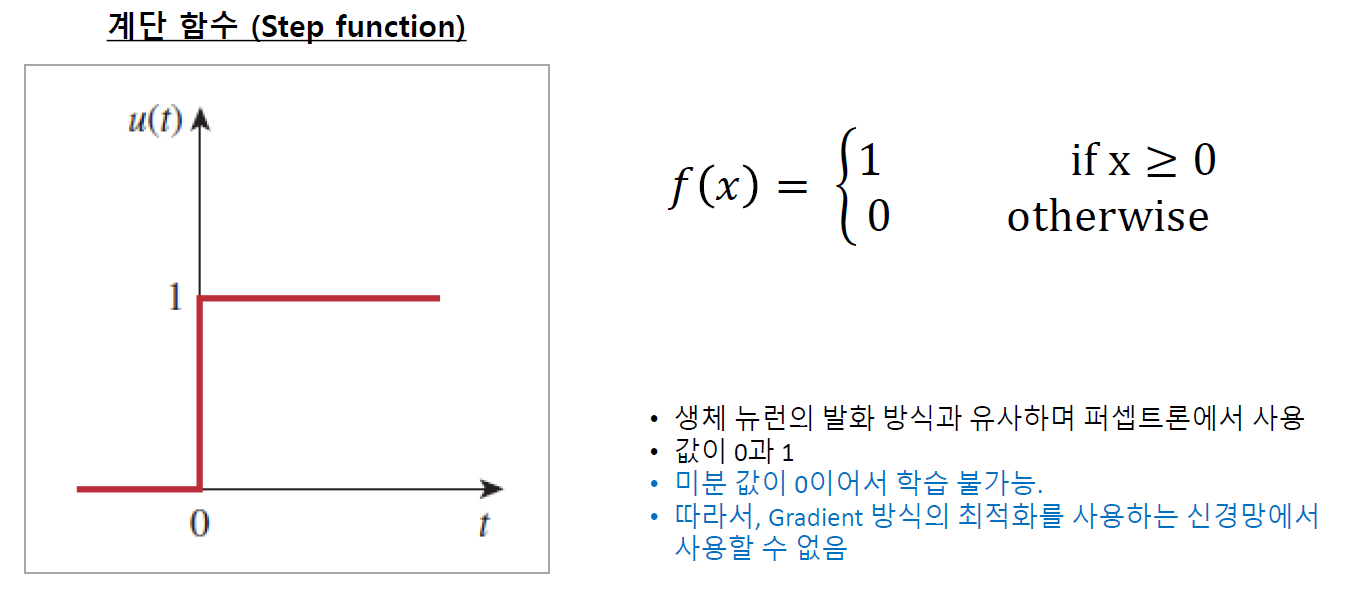 계단 함수 (Step function)
u(t)
1
0
t
f(x) = {1 if x ≥ 0
0 otherwise
• 생체 뉴런의 발화 방식과 유사하며 퍼셉트론에서 사용
• 값이 0과 1
• 미분 값이 0이어서 학습 불가능.
• 따라서, Gradient 방식의 최적화를 사용하는 신경망에서
사용할 수 없음